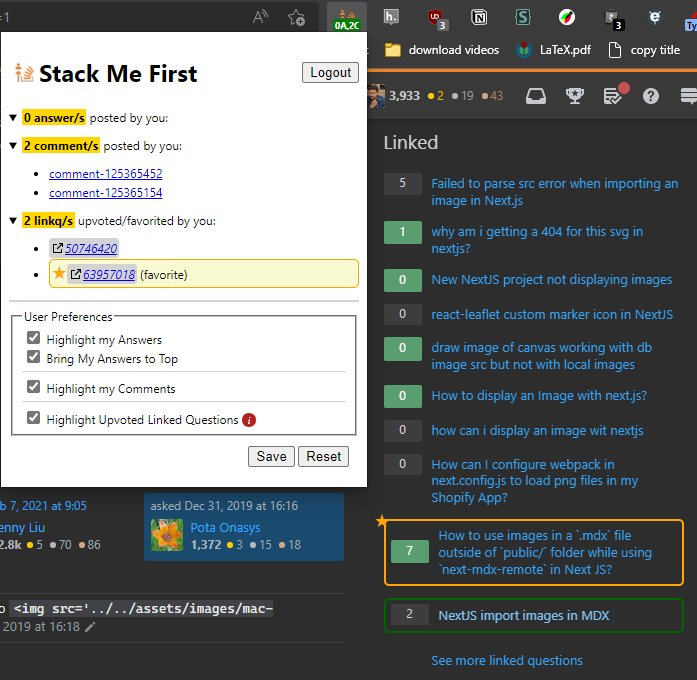 =1
A
0A,2C
h.
UD
3
N
S
3
Ty
download videos
LaTeX.pdf
copy title
Stack Me First
Logout
0 answer/s posted by you:
2 comment/s posted by you:
comment-125365452
comment-125365154
2 linkq/s upvoted/favorited by you:
50746420
63957018 (favorite)
User Preferences
Highlight my Answers
Bring My Answers to Top
Highlight my Comments
Highlight Upvoted Linked Questions i
Save Reset
3,933 2 19 43
Linked
5 Failed to parse src error when importing an
image in Next.js
1 why am i getting a 404 for this svg in
nextjs?
0 New NextJS project not displaying images
0 react-leaflet custom marker icon in NextJS
0 draw image of canvas working with db
image src but not with local images
0 How to display an Image with next.js?
0 how can i display an image wit nextjs
0 How can I configure webpack in
next.config.js to load png files in my
Shopify App?
7 How to use images in a `.mdx` file
outside of `public/` folder while using
`next-mdx-remote` in Next JS?
2 NextJS import images in MDX
See more linked questions
b 7, 2021 at 9:05
enny Liu
2.8k 5 70 86
asked Dec 31, 2019 at 16:16
Pota Onasys
1,372 3 15 18
o <img src='../../assets/images/mac-
2019 at 16:18